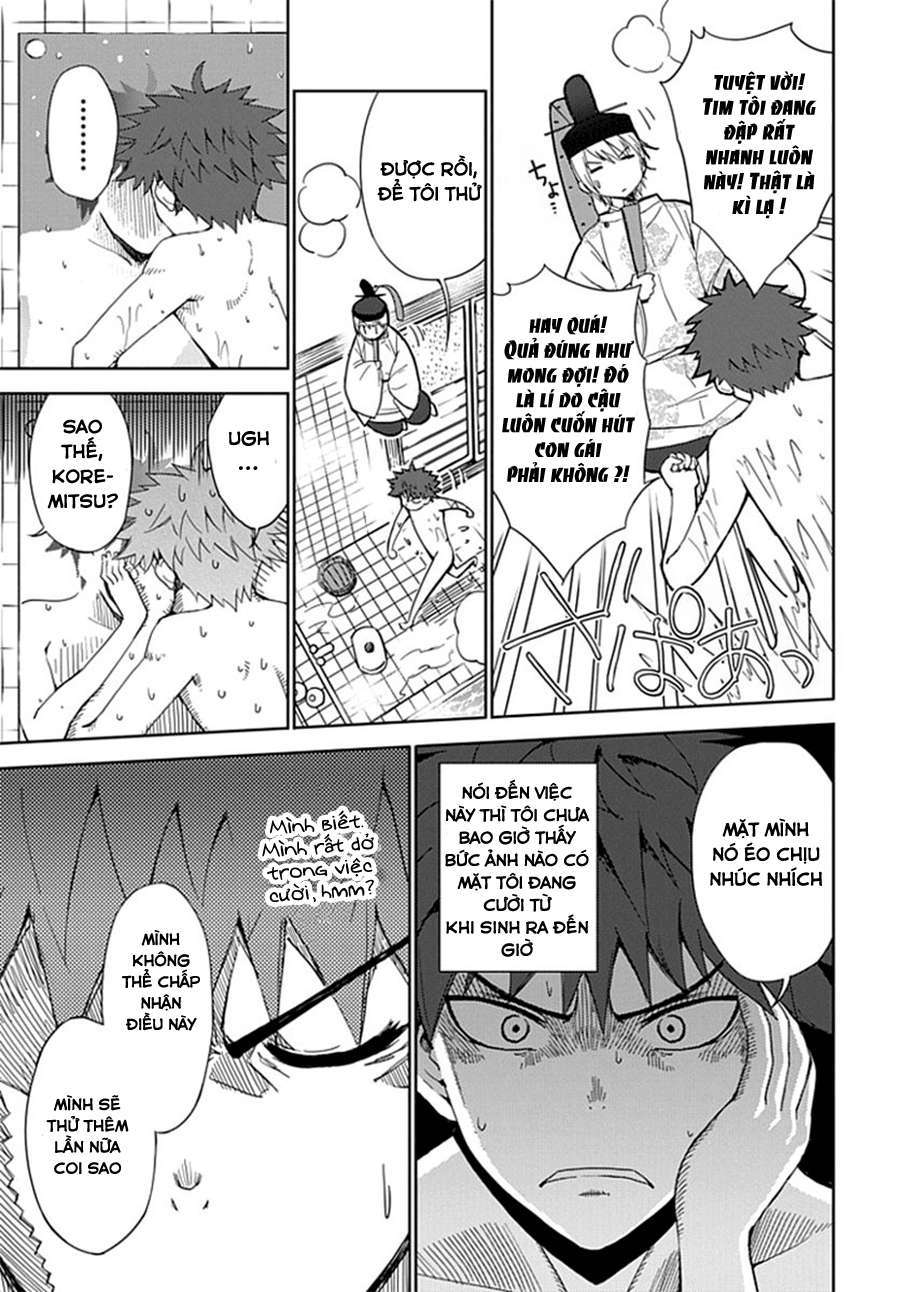 TUYỆT VỜI!
TIM TÔI ĐANG
ĐẬP RẤT
NHANH LUÔN
NÀY! THẬT LÀ
KÌ LẠ!
ちょ…
HAY QUÁ!
QUẢ ĐÚNG NHƯ
MONG ĐỢI! ĐÓ
LÀ LÍ DO CẬU
LUÔN CUỐN HÚT
CON GÁI
PHẢI KHÔNG?!
ĐƯỢC RỒI,
ĐỂ TÔI THỬ
.........
UGH
...
SAO
THẾ,
KORE-
MITSU?
MẶT MÌNH
NÓ ÉO CHỊU
NHÚC NHÍCH
NÓI ĐẾN VIỆC
NÀY THÌ TÔI CHƯA
BAO GIỜ THẤY
BỨC ẢNH NÀO CÓ
MẶT TÔI ĐANG
CƯỜI TỪ
KHI SINH RA ĐẾN
GIỜ
Mình biết.
Mình rất dở
trong việc
cười, hmm?
MÌNH
KHÔNG
THỂ CHẤP
NHẬN
ĐIỀU NÀY
MÌNH SẼ
THỬ THÊM
LẦN NỮA
COI SAO